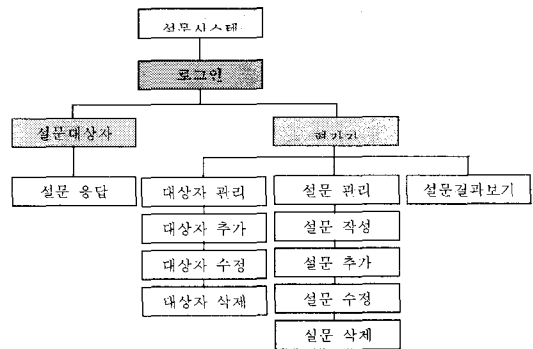 설문시스템
로그인
설문대상자
평가자
설문 응답
대상자 관리
설문 관리
설문결과보기
대상자 추가
설문 작성
대상자 수정
설문 추가
대상자 삭제
설문 수정
설문 삭제